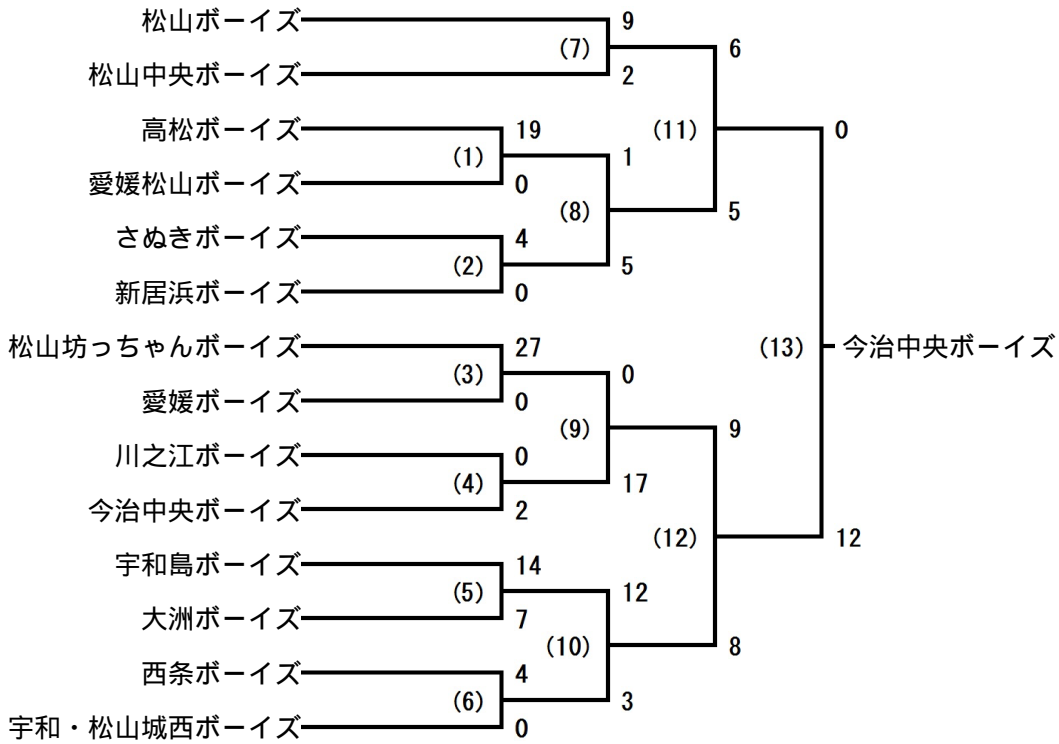 松山ボーイズ 9
(7) 6
松山中央ボーイズ 2
高松ボーイズ 19 (11) 0
(1) 1
愛媛松山ボーイズ 0
(8) 5
さぬきボーイズ 4
(2) 5
新居浜ボーイズ 0
松山坊っちゃんボーイズ 27 (13) 今治中央ボーイズ
(3) 0
愛媛ボーイズ 0
(9) 9
川之江ボーイズ 0
(4) 17
今治中央ボーイズ 2
(12) 12
宇和島ボーイズ 14
(5) 12
大洲ボーイズ 7
(10) 8
西条ボーイズ 4
(6) 3
宇和・松山城西ボーイズ 0